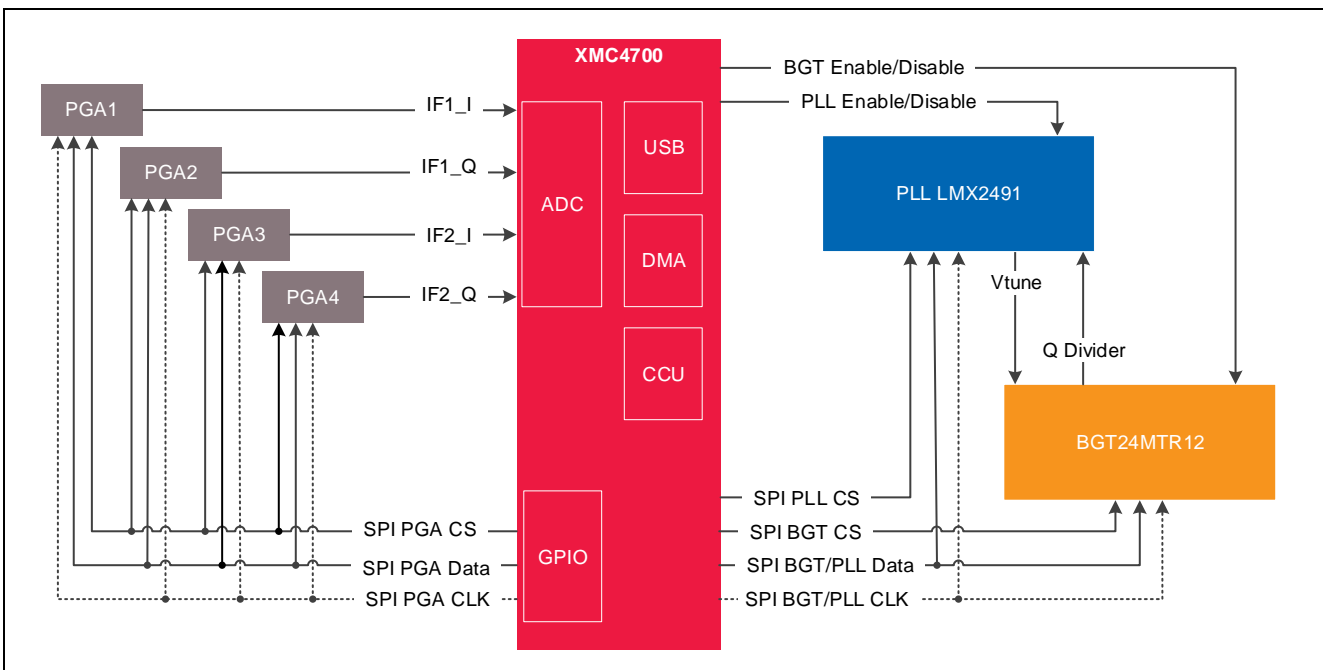 XMC4700
BGT Enable/Disable
PLL Enable/Disable
PGA1
IF1_I
PGA2
IF1_Q
PGA3
IF2_I
PGA4
IF2_Q
ADC
USB
DMA
CCU
PLL LMX2491
Vtune
Q Divider
BGT24MTR12
GPIO
SPI PGA CS
SPI PGA Data
SPI PGA CLK
SPI PLL CS
SPI BGT CS
SPI BGT/PLL Data
SPI BGT/PLL CLK